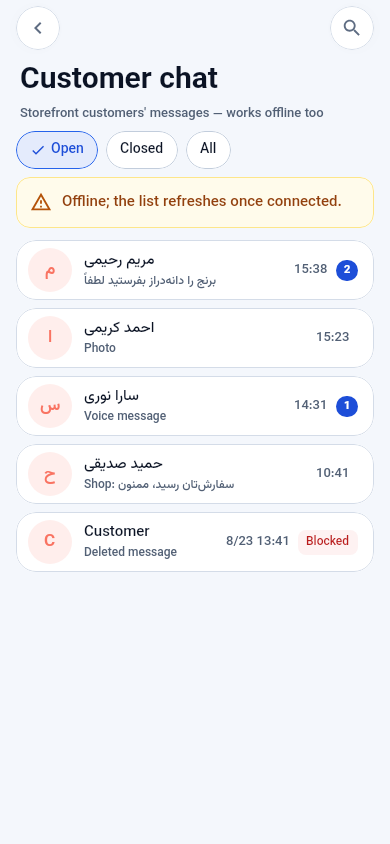 Customer chat
Storefront customers' messages — works offline too
Open Closed All
Offline; the list refreshes once connected.
م مریم رحیمی 15:38 2
برنج را دانه‌دراز بفرستید لطفاً
ا احمد کریمی 15:23
Photo
س سارا نوری 14:31 1
Voice message
ح حمید صدیقی 10:41
Shop: سفارش‌تان رسید، ممنون
C Customer 8/23 13:41 Blocked
Deleted message